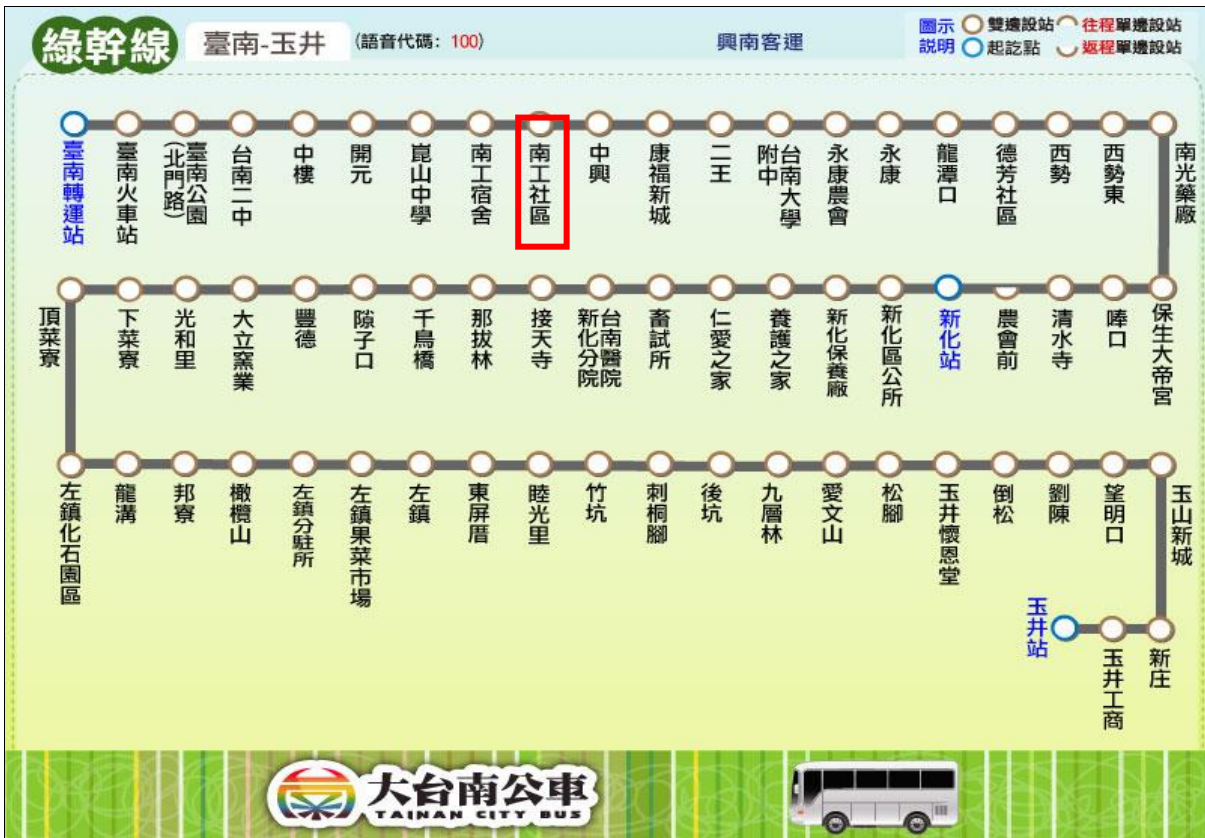 綠幹線
臺南-玉井
(語音代碼：100)
興南客運
圖示說明
雙邊設站
起訖點
往程單邊設站
返程單邊設站
臺南轉運站
臺南火車站
臺南公園(北門路)
台南二中
中樓
開元
崑山中學
南工宿舍
南工社區
中興
康福新城
二王
台南大學附中
永康農會
永康
龍潭口
德芳社區
西勢
西勢東
南光藥廠
保生大帝宮
㖔口
清水寺
農會前
新化站
新化區公所
新化保養廠
養護之家
仁愛之家
畜試所
台南醫院新化分院
接天寺
那拔林
千鳥橋
隙子口
豐德
大立窯業
光和里
下菜寮
頂菜寮
左鎮化石園區
龍溝
邦寮
橄欖山
左鎮分駐所
左鎮果菜市場
左鎮
東屏厝
睦光里
竹坑
刺桐腳
後坑
九層林
愛文山
松腳
玉井懷恩堂
倒松
劉陳
望明口
玉山新城
新庄
玉井工商
玉井站
大台南公車
TAINAN CITY BUS